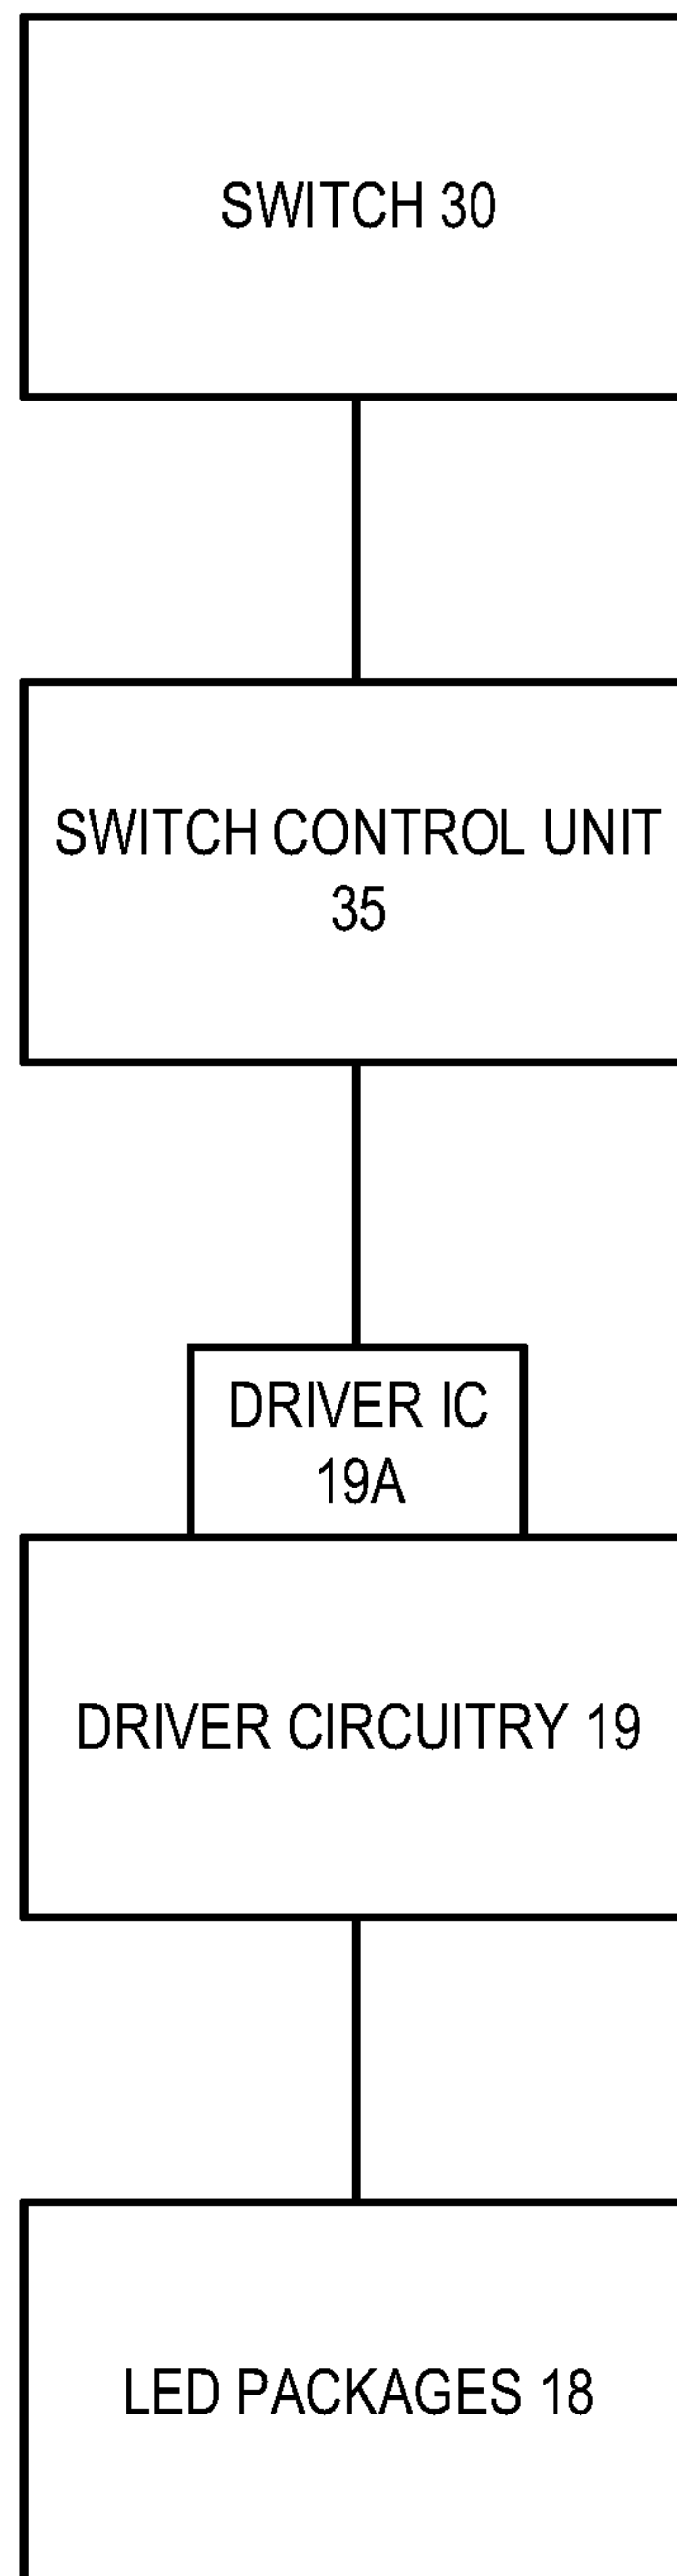 SWITCH 30
SWITCH CONTROL UNIT
35
DRIVER IC
19A
DRIVER CIRCUITRY 19
LED PACKAGES 18